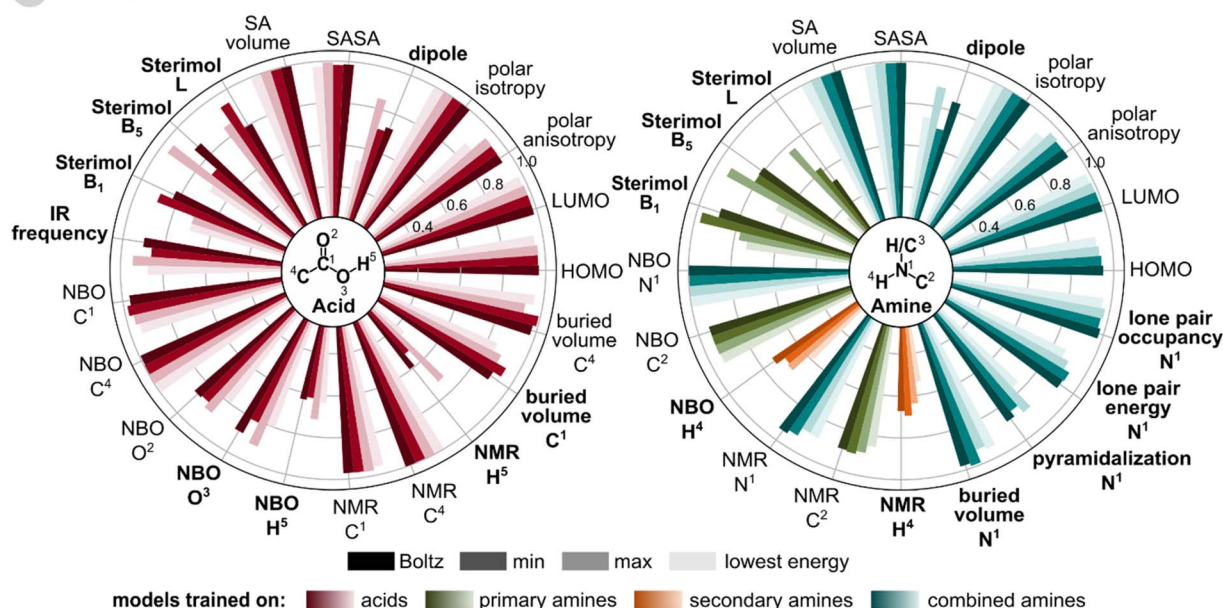 SA
volume
SASA
dipole
polar
isotropy
polar
anisotropy
1.0
0.8
0.6
0.4
LUMO
HOMO
buried
volume
C⁴
buried
volume
C¹
NMR
H⁵
NMR
C⁴
NMR
C¹
NBO
H⁵
NBO
O³
NBO
O²
NBO
C⁴
NBO
C¹
IR
frequency
Sterimol
B₁
Sterimol
B₅
Sterimol
L
O²
⁴C C¹ O H⁵
3
Acid
SA
volume
SASA
dipole
polar
isotropy
polar
anisotropy
1.0
0.8
0.6
0.4
LUMO
HOMO
lone pair
occupancy
N¹
lone pair
energy
N¹
pyramidalization
N¹
buried
volume
N¹
NMR
H⁴
NMR
C²
NMR
N¹
NBO
H⁴
NBO
C²
NBO
N¹
Sterimol
B₁
Sterimol
B₅
Sterimol
L
H/C³
⁴H N¹ C²
Amine
Boltz min max lowest energy
models trained on: acids primary amines secondary amines combined amines